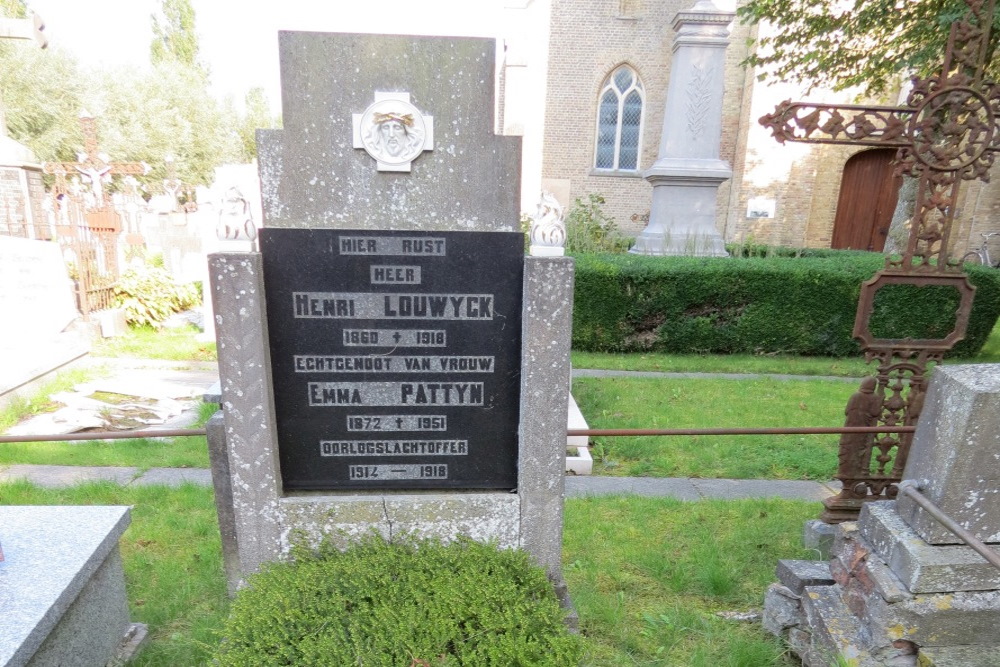 HIER RUST
HEER
HENRI LOUWYCK
1860 † 1918
ECHTGENOOT VAN VROUW
EMMA PATTYN
1872 † 1951
OORLOGSLACHTOFFER
1914 — 1918